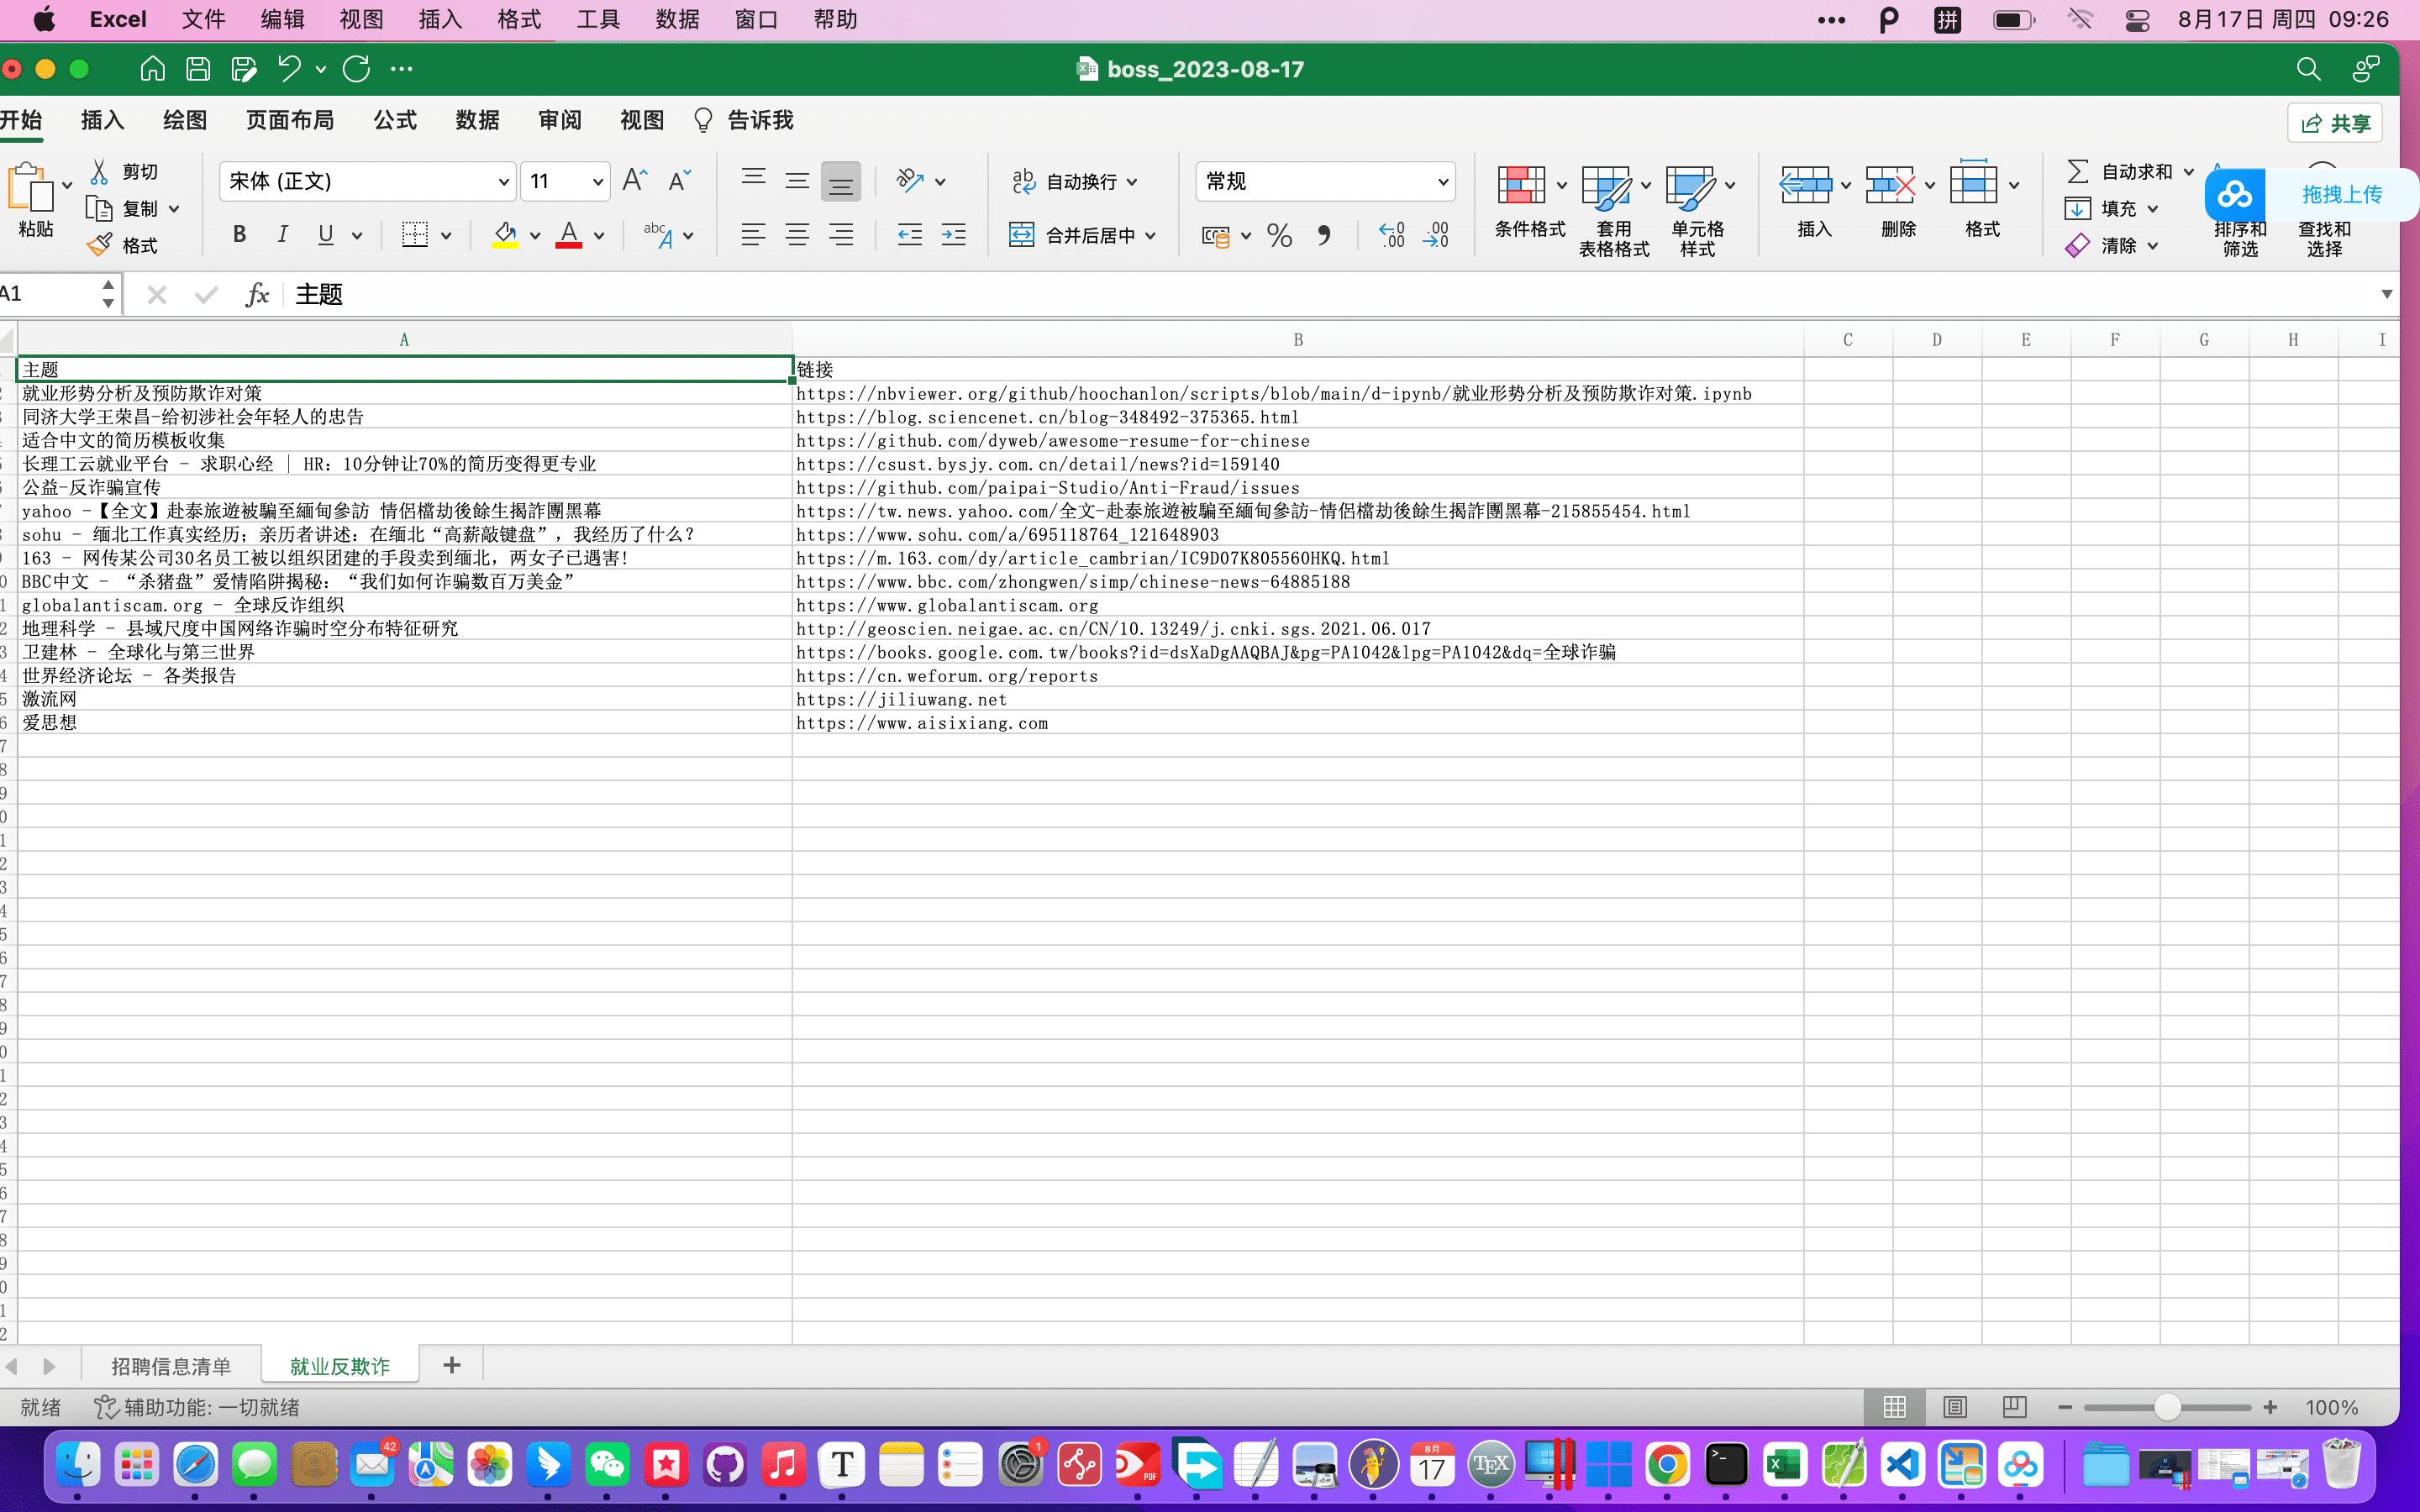 Excel 文件 编辑 视图 插入 格式 工具 数据 窗口 帮助 拼 8月17日 周四 09:26
boss_2023-08-17
开始 插入 绘图 页面布局 公式 数据 审阅 视图 告诉我 共享
粘贴 剪切 复制 格式
宋体 (正文) 11
B I U
自动换行
合并后居中
常规
条件格式 套用 表格格式 单元格 样式
插入 删除 格式
自动求和 填充 清除
排序和 筛选 查找和 选择
拖拽上传
A1 fx 主题
A B C D E F G H I
主题 链接
就业形势分析及预防欺诈对策 https://nbviewer.org/github/hoochanlon/scripts/blob/main/d-ipynb/就业形势分析及预防欺诈对策.ipynb
同济大学王荣昌-给初涉社会年轻人的忠告 https://blog.sciencenet.cn/blog-348492-375365.html
适合中文的简历模板收集 https://github.com/dyweb/awesome-resume-for-chinese
长理工云就业平台 - 求职心经 | HR：10分钟让70%的简历变得更专业 https://csust.bysjy.com.cn/detail/news?id=159140
公益-反诈骗宣传 https://github.com/paipai-Studio/Anti-Fraud/issues
yahoo -【全文】赴泰旅遊被騙至緬甸參訪 情侶檔劫後餘生揭詐團黑幕 https://tw.news.yahoo.com/全文-赴泰旅遊被騙至緬甸參訪-情侶檔劫後餘生揭詐團黑幕-215855454.html
sohu - 缅北工作真实经历；亲历者讲述：在缅北“高薪敲键盘”，我经历了什么？ https://www.sohu.com/a/695118764_121648903
163 - 网传某公司30名员工被以组织团建的手段卖到缅北，两女子已遇害！ https://m.163.com/dy/article_cambrian/IC9D07K805560HKQ.html
BBC中文 - “杀猪盘”爱情陷阱揭秘：“我们如何诈骗数百万美金” https://www.bbc.com/zhongwen/simp/chinese-news-64885188
globalantiscam.org - 全球反诈组织 https://www.globalantiscam.org
地理科学 - 县域尺度中国网络诈骗时空分布特征研究 http://geoscien.neigae.ac.cn/CN/10.13249/j.cnki.sgs.2021.06.017
卫建林 - 全球化与第三世界 https://books.google.com.tw/books?id=dsXaDgAAQBAJ&pg=PA1042&lpg=PA1042&dq=全球诈骗
世界经济论坛 - 各类报告 https://cn.weforum.org/reports
激流网 https://jiliuwang.net
爱思想 https://www.aisixiang.com
招聘信息清单 就业反欺诈 +
就绪 辅助功能: 一切就绪 100%
42 1 PDF 8月 17 TEX